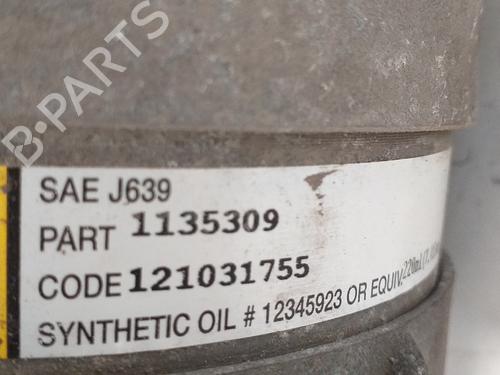 B-PARTS
SAE J639
PART 1135309
CODE 121031755
SYNTHETIC OIL # 12345923 OR EQUIV.